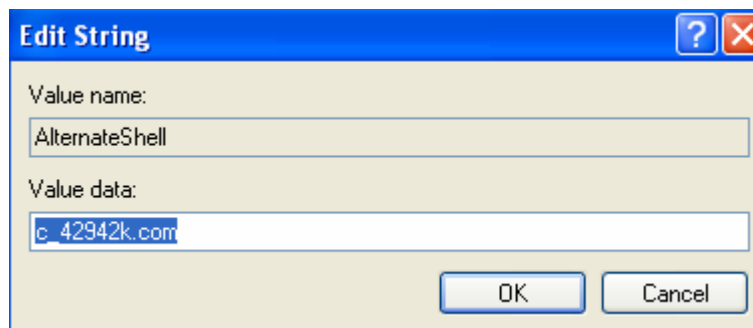 Edit String
Value name:
AlternateShell
Value data:
c_42942k.com
OK Cancel